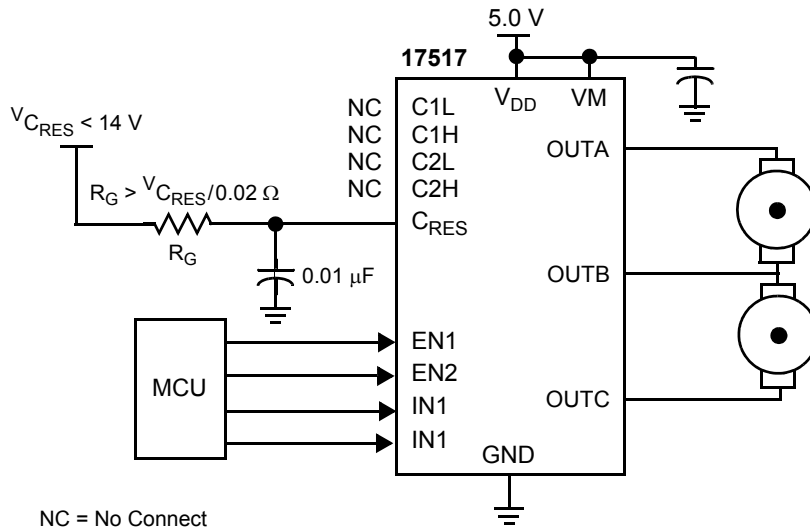 5.0 V
17517
VDD
VM
NC
C1L
NC
C1H
NC
C2L
NC
C2H
CRES
VCRES < 14 V
RG > VCRES/0.02 Ω
RG
0.01 μF
OUTA
OUTB
OUTC
MCU
EN1
EN2
IN1
IN1
GND
NC = No Connect